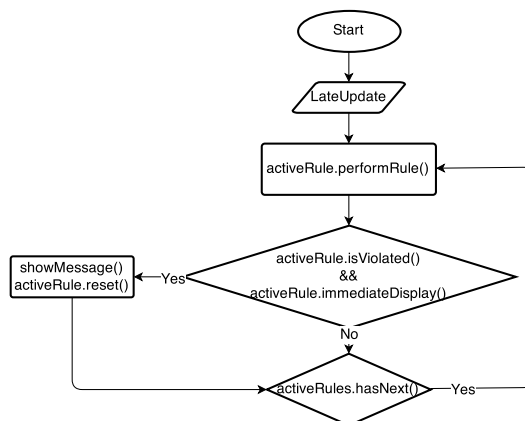 Start
LateUpdate
activeRule.performRule()
activeRule.isViolated()
&&
activeRule.immediateDisplay()
Yes
showMessage()
activeRule.reset()
No
activeRules.hasNext()
Yes